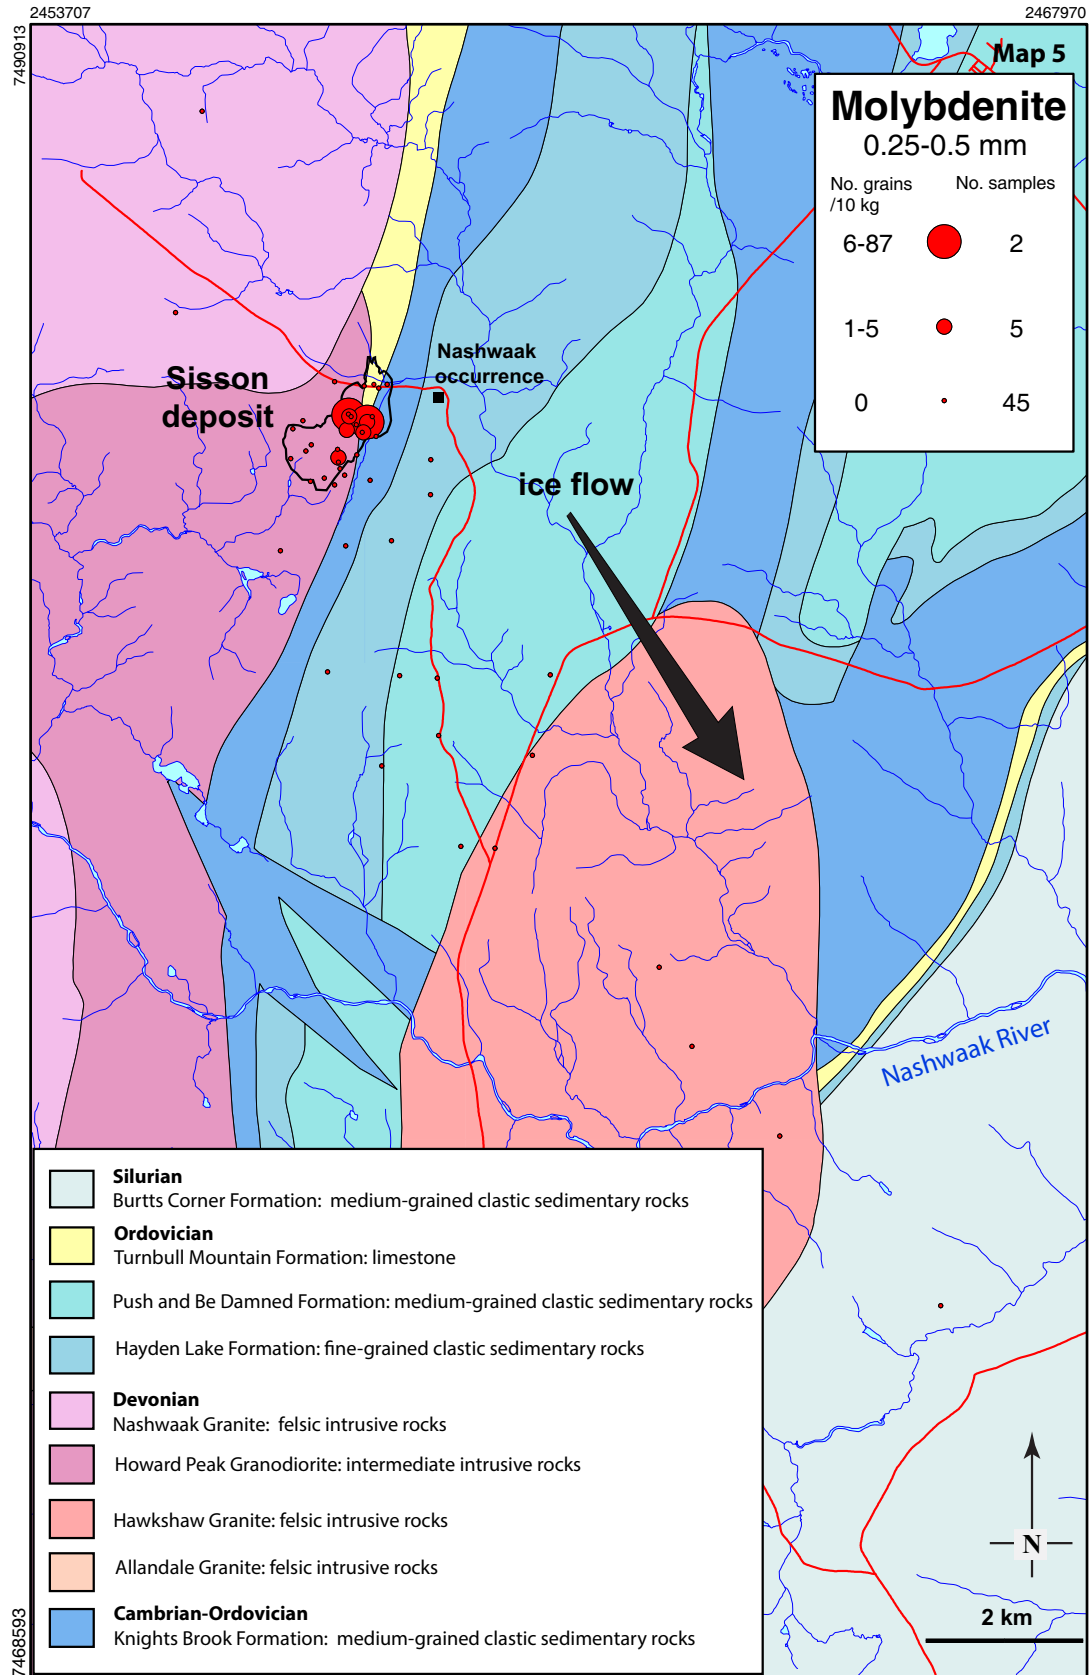 2453707
2467970
7490913
Map 5
Molybdenite
0.25-0.5 mm
No. grains
/10 kg
No. samples
6-87
2
1-5
5
0
45
Nashwaak
occurrence
Sisson
deposit
ice flow
Nashwaak River
Silurian
Burtts Corner Formation: medium-grained clastic sedimentary rocks
Ordovician
Turnbull Mountain Formation: limestone
Push and Be Damned Formation: medium-grained clastic sedimentary rocks
Hayden Lake Formation: fine-grained clastic sedimentary rocks
Devonian
Nashwaak Granite: felsic intrusive rocks
Howard Peak Granodiorite: intermediate intrusive rocks
Hawkshaw Granite: felsic intrusive rocks
Allandale Granite: felsic intrusive rocks
Cambrian-Ordovician
Knights Brook Formation: medium-grained clastic sedimentary rocks
N
2 km
7468593